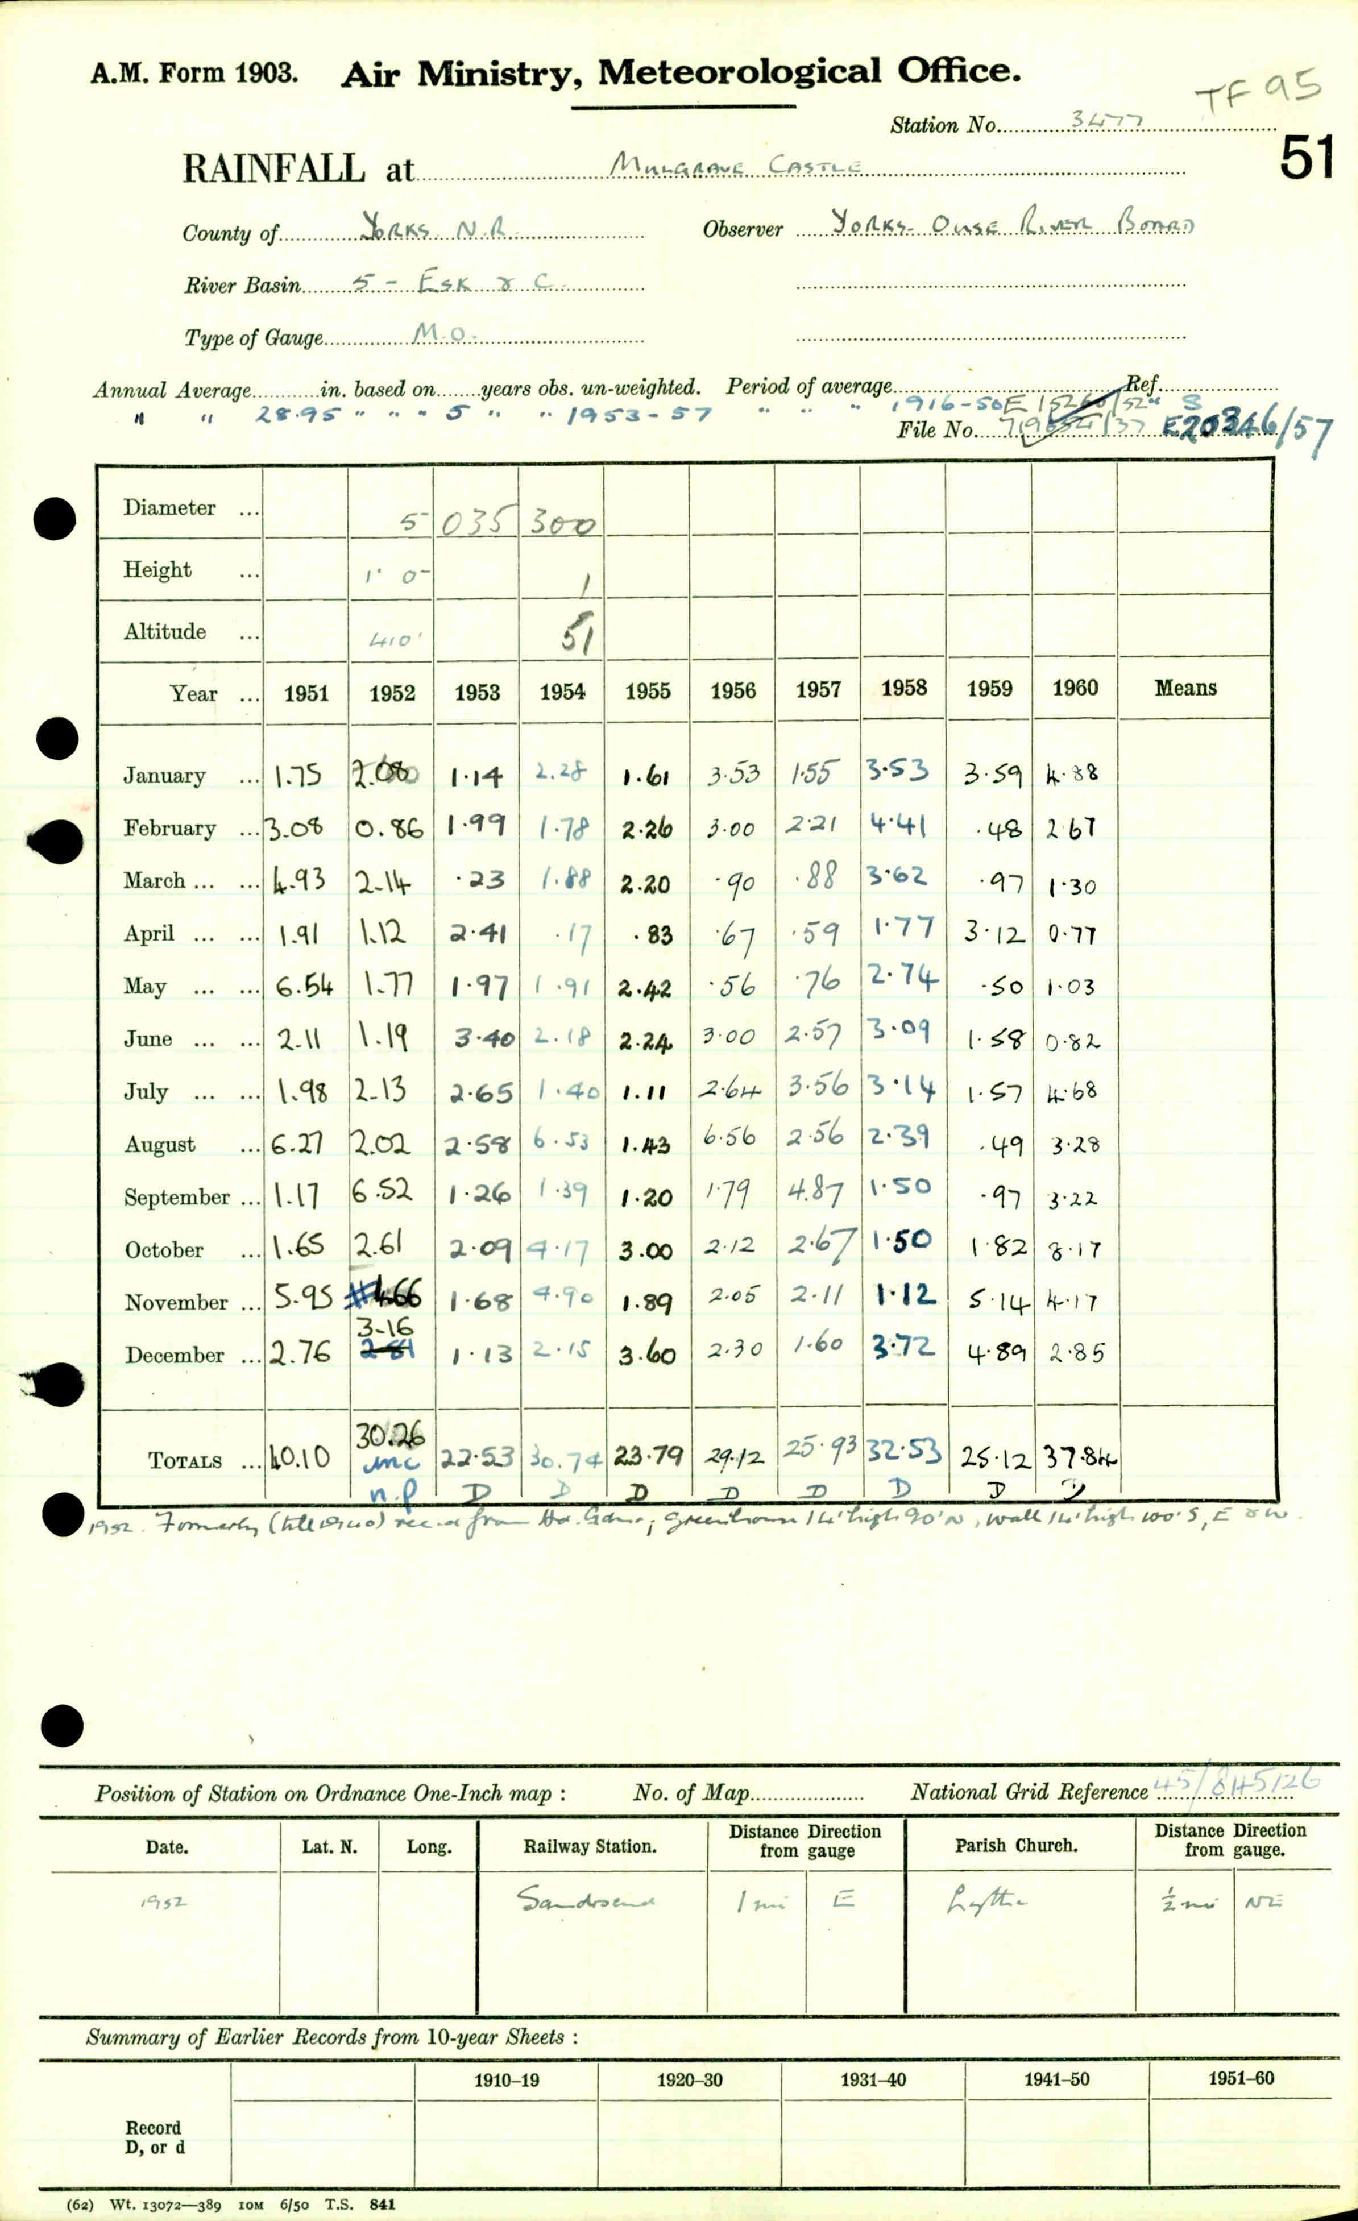 A.M. Form 1903. Air Ministry, Meteorological Office.
TF 95
Station No. 3477
51
RAINFALL at MULGRAVE CASTLE
County of YORKS. N.R. Observer YORKS. OUSE RIVER BOARD
River Basin 5 - ESK & C.
Type of Gauge M.O.
Annual Average in. based on years obs. un-weighted. Period of average Ref.
" " 28.95 " " " 5 " " 1953-57 " " " 1916-50
File No. E20346/57
Diameter ... 5 035 300
Height ... 1' 0" 1
Altitude ... 410' 51
Year ... 1951 1952 1953 1954 1955 1956 1957 1958 1959 1960 Means
January ... 1.75 2.08 1.14 2.28 1.61 3.53 1.55 3.53 3.59 4.88
February ... 3.08 0.86 1.99 1.78 2.26 3.00 2.21 4.41 .48 2.67
March ... ... 4.93 2.14 .23 1.88 2.20 .90 .88 3.62 .97 1.30
April ... ... 1.91 1.12 2.41 .17 .83 .67 .59 1.77 3.12 0.77
May ... ... 6.54 1.77 1.97 1.91 2.42 .56 .76 2.74 .50 1.03
June ... ... 2.11 1.19 3.40 2.18 2.24 3.00 2.57 3.09 1.58 0.82
July ... ... 1.98 2.13 2.65 1.40 1.11 2.64 3.56 3.14 1.57 4.68
August ... 6.27 2.02 2.58 6.53 1.43 6.56 2.56 2.39 .49 3.28
September ... 1.17 6.52 1.26 1.39 1.20 1.79 4.87 1.50 .97 3.22
October ... 1.65 2.61 2.09 4.17 3.00 2.12 2.67 1.50 1.82 8.17
November ... 5.95 4.66 1.68 4.90 1.89 2.05 2.11 1.12 5.14 4.17
3.16
December ... 2.76 2.81 1.13 2.15 3.60 2.30 1.60 3.72 4.89 2.85
30.26
TOTALS ... 40.10 inc 22.53 30.74 23.79 29.12 25.93 32.53 25.12 37.84
n.p D D D D D D D D
1952. Formerly (till 1940) rec.d from Hd. Gdnr; greenhouse 14' high 90' N, wall 14' high 100' S, E & W.
Position of Station on Ordnance One-Inch map : No. of Map National Grid Reference 45/845126
Date. Lat. N. Long. Railway Station. Distance from Direction gauge Parish Church. Distance from Direction gauge.
1952 Sandsend 1 mi E Lythe ½ mi NE
Summary of Earlier Records from 10-year Sheets :
1910–19 1920–30 1931–40 1941–50 1951–60
Record
D, or d
(62) Wt. 13072—389 10M 6/50 T.S. 841